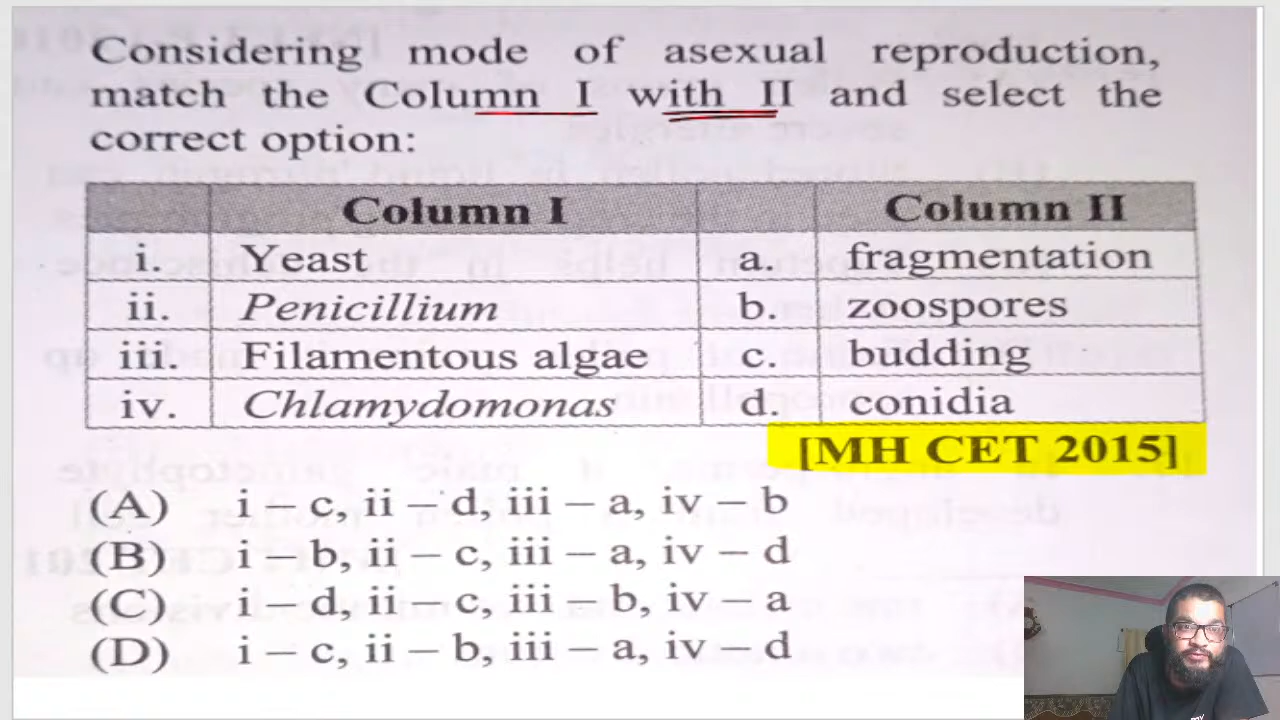 Considering mode of asexual reproduction,
match the Column I with II and select the
correct option:
Column I Column II
i. Yeast a. fragmentation
ii. Penicillium b. zoospores
iii. Filamentous algae c. budding
iv. Chlamydomonas d. conidia
[MH CET 2015]
(A) i – c, ii – d, iii – a, iv – b
(B) i – b, ii – c, iii – a, iv – d
(C) i – d, ii – c, iii – b, iv – a
(D) i – c, ii – b, iii – a, iv – d